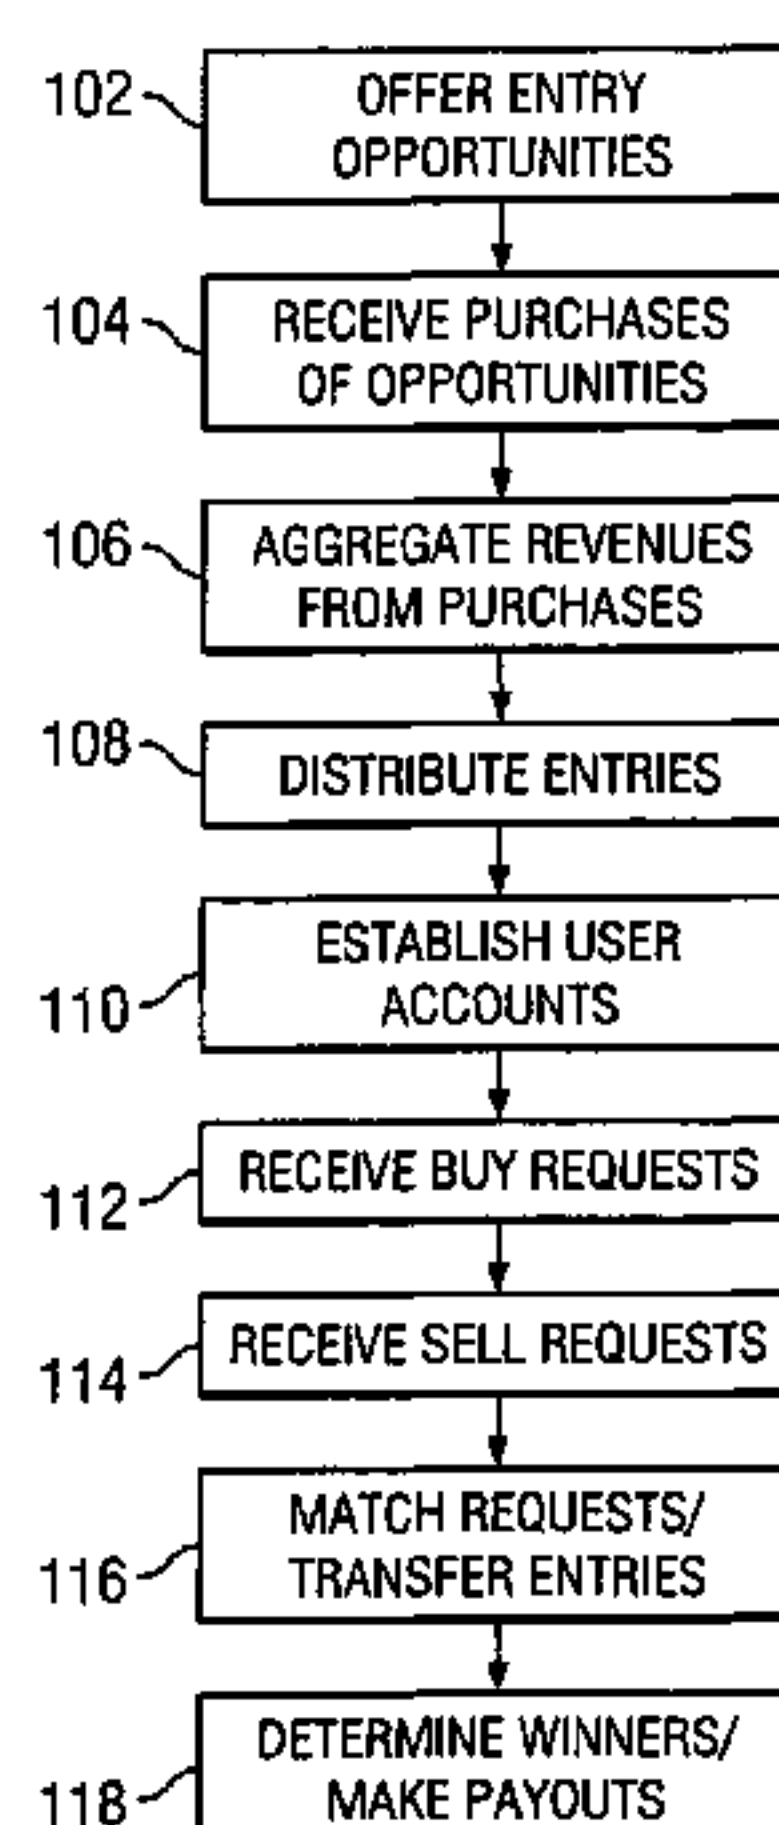 102
OFFER ENTRY
OPPORTUNITIES
104
RECEIVE PURCHASES
OF OPPORTUNITIES
106
AGGREGATE REVENUES
FROM PURCHASES
108
DISTRIBUTE ENTRIES
110
ESTABLISH USER
ACCOUNTS
112
RECEIVE BUY REQUESTS
114
RECEIVE SELL REQUESTS
116
MATCH REQUESTS/
TRANSFER ENTRIES
118
DETERMINE WINNERS/
MAKE PAYOUTS